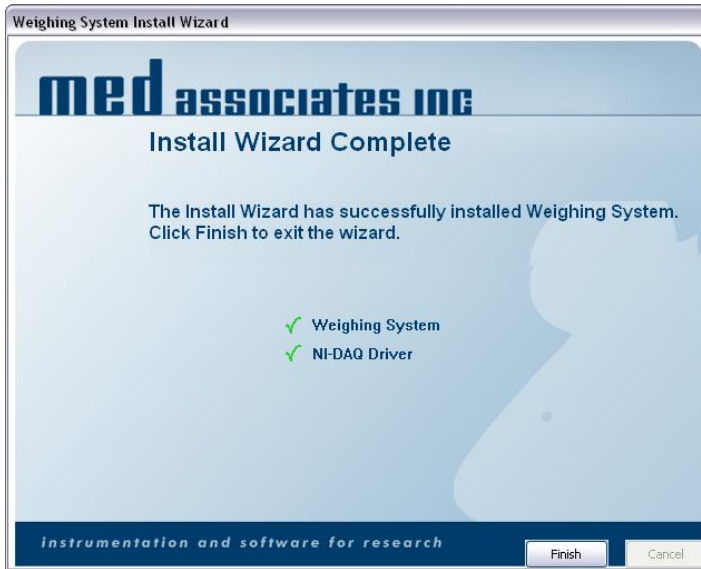 Weighing System Install Wizard
med associates inc
Install Wizard Complete
The Install Wizard has successfully installed Weighing System.
Click Finish to exit the wizard.
Weighing System
NI-DAQ Driver
instrumentation and software for research
Finish
Cancel